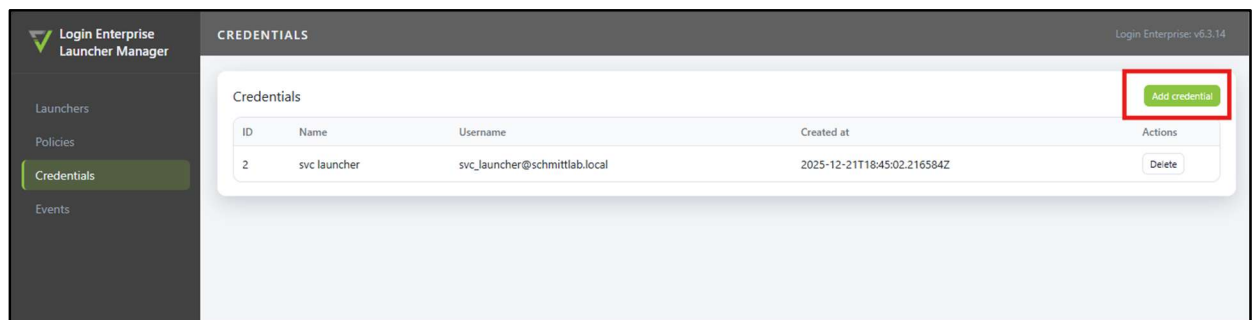 Login Enterprise
Launcher Manager
CREDENTIALS
Login Enterprise: v6.3.14
Launchers
Policies
Credentials
Events
Credentials
Add credential
ID Name Username Created at Actions
2 svc launcher svc_launcher@schmittlab.local 2025-12-21T18:45:02.216584Z Delete